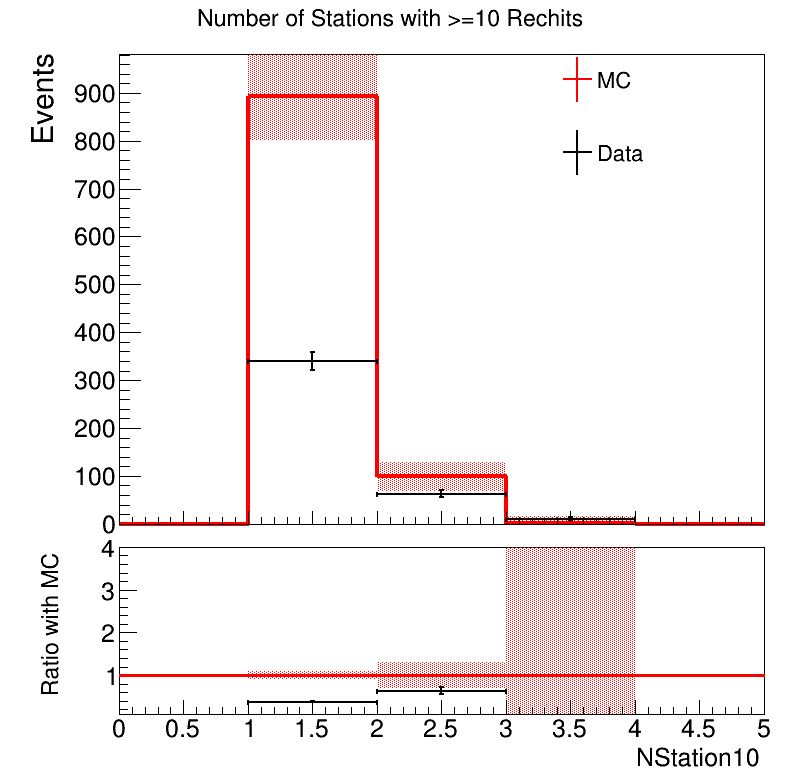 Number of Stations with >=10 Rechits
Events
900
800
700
600
500
400
300
200
100
0
MC
Data
Ratio with MC
4
3
2
1
0 0.5 1 1.5 2 2.5 3 3.5 4 4.5 5
NStation10